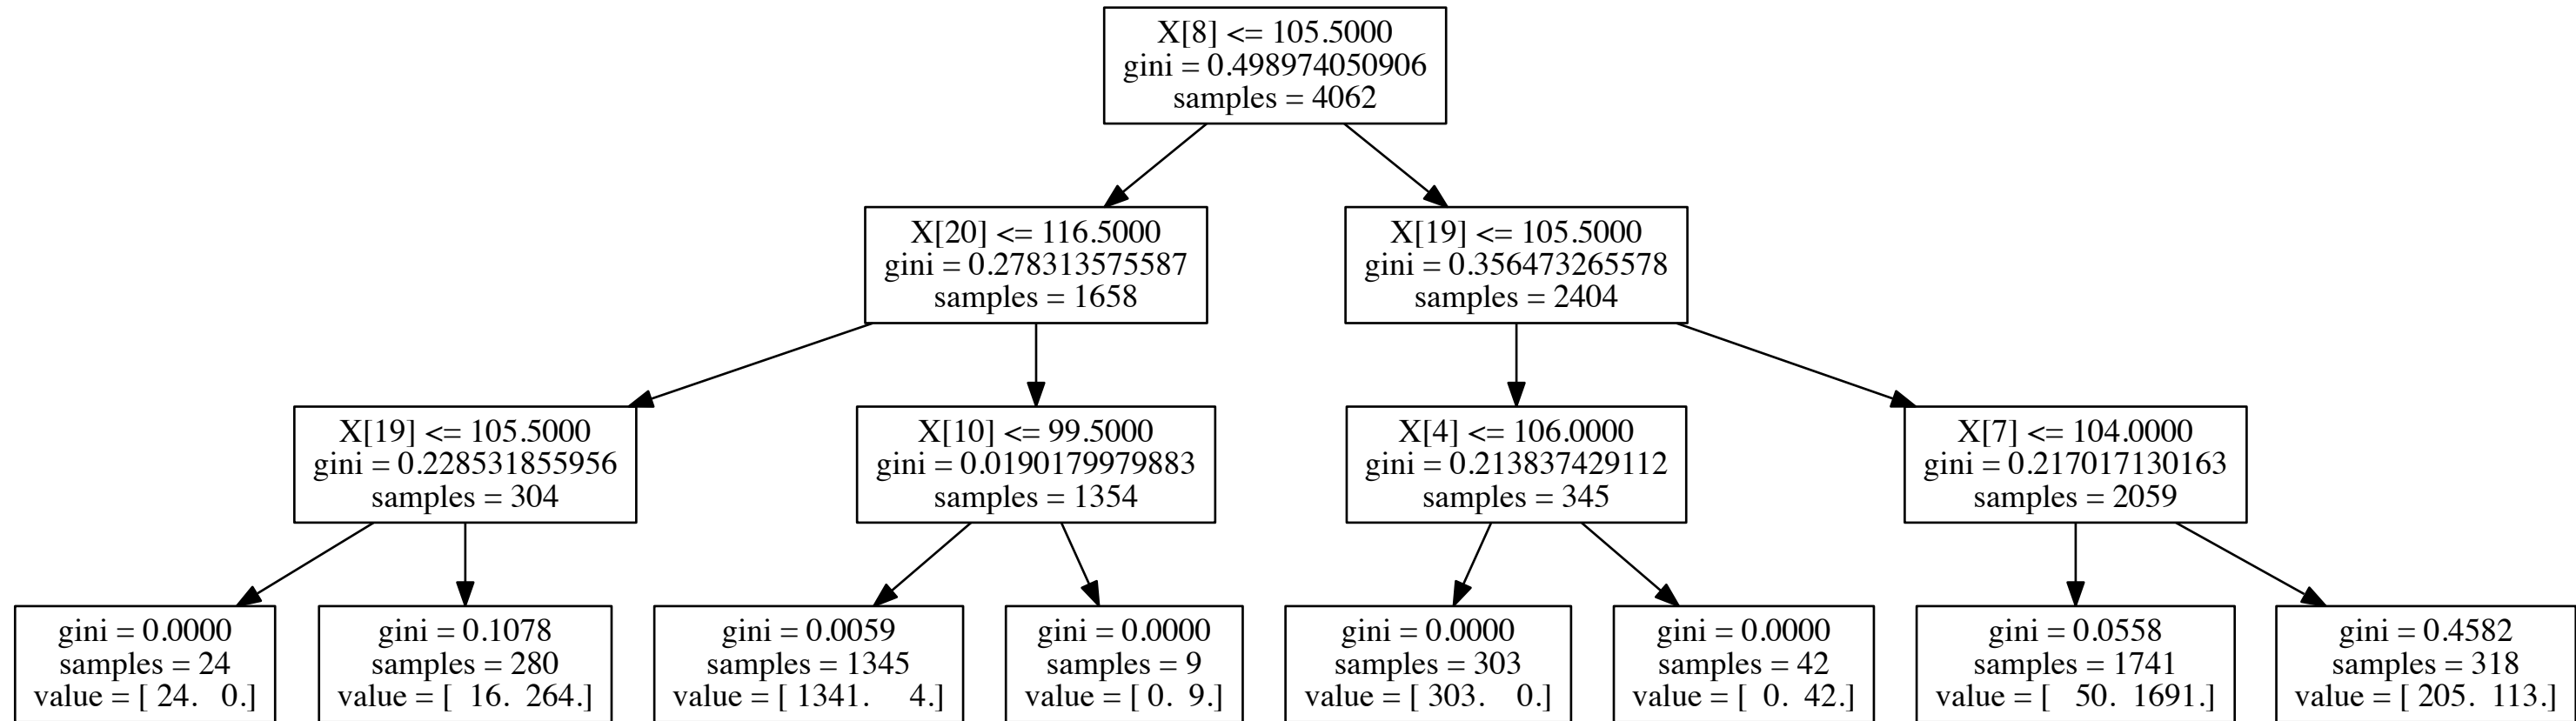 X[8] <= 105.5000
gini = 0.498974050906
samples = 4062
X[20] <= 116.5000
gini = 0.278313575587
samples = 1658
X[19] <= 105.5000
gini = 0.356473265578
samples = 2404
X[19] <= 105.5000
gini = 0.228531855956
samples = 304
X[10] <= 99.5000
gini = 0.0190179979883
samples = 1354
X[4] <= 106.0000
gini = 0.213837429112
samples = 345
X[7] <= 104.0000
gini = 0.217017130163
samples = 2059
gini = 0.0000
samples = 24
value = [ 24.   0.]
gini = 0.1078
samples = 280
value = [  16.  264.]
gini = 0.0059
samples = 1345
value = [ 1341.     4.]
gini = 0.0000
samples = 9
value = [ 0.  9.]
gini = 0.0000
samples = 303
value = [ 303.    0.]
gini = 0.0000
samples = 42
value = [  0.  42.]
gini = 0.0558
samples = 1741
value = [   50.  1691.]
gini = 0.4582
samples = 318
value = [ 205.  113.]